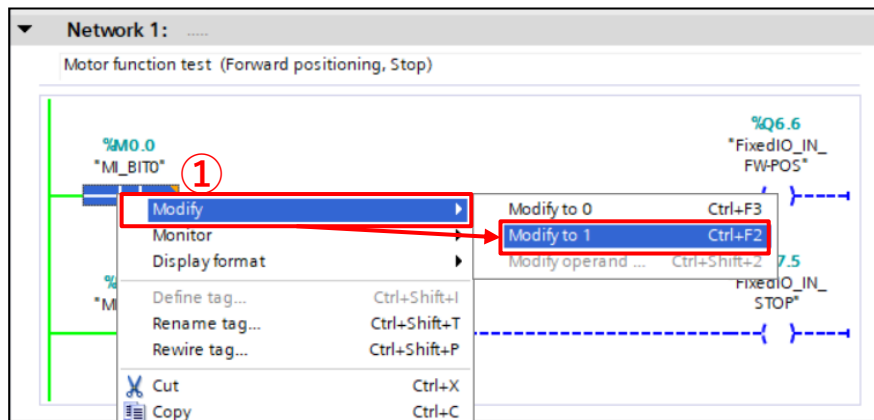 Network 1: .....
Motor function test (Forward positioning, Stop)
%M0.0
"MI_BIT0"
%Q6.6
"FixedIO_IN_
FW-POS"
①
Modify
Modify to 0 Ctrl+F3
Monitor
Modify to 1 Ctrl+F2
Display format
Modify operand ... Ctrl+Shift+2
7.5
FixedIO_IN_
STOP"
%
"M
Define tag... Ctrl+Shift+I
Rename tag... Ctrl+Shift+T
Rewire tag... Ctrl+Shift+P
Cut Ctrl+X
Copy Ctrl+C